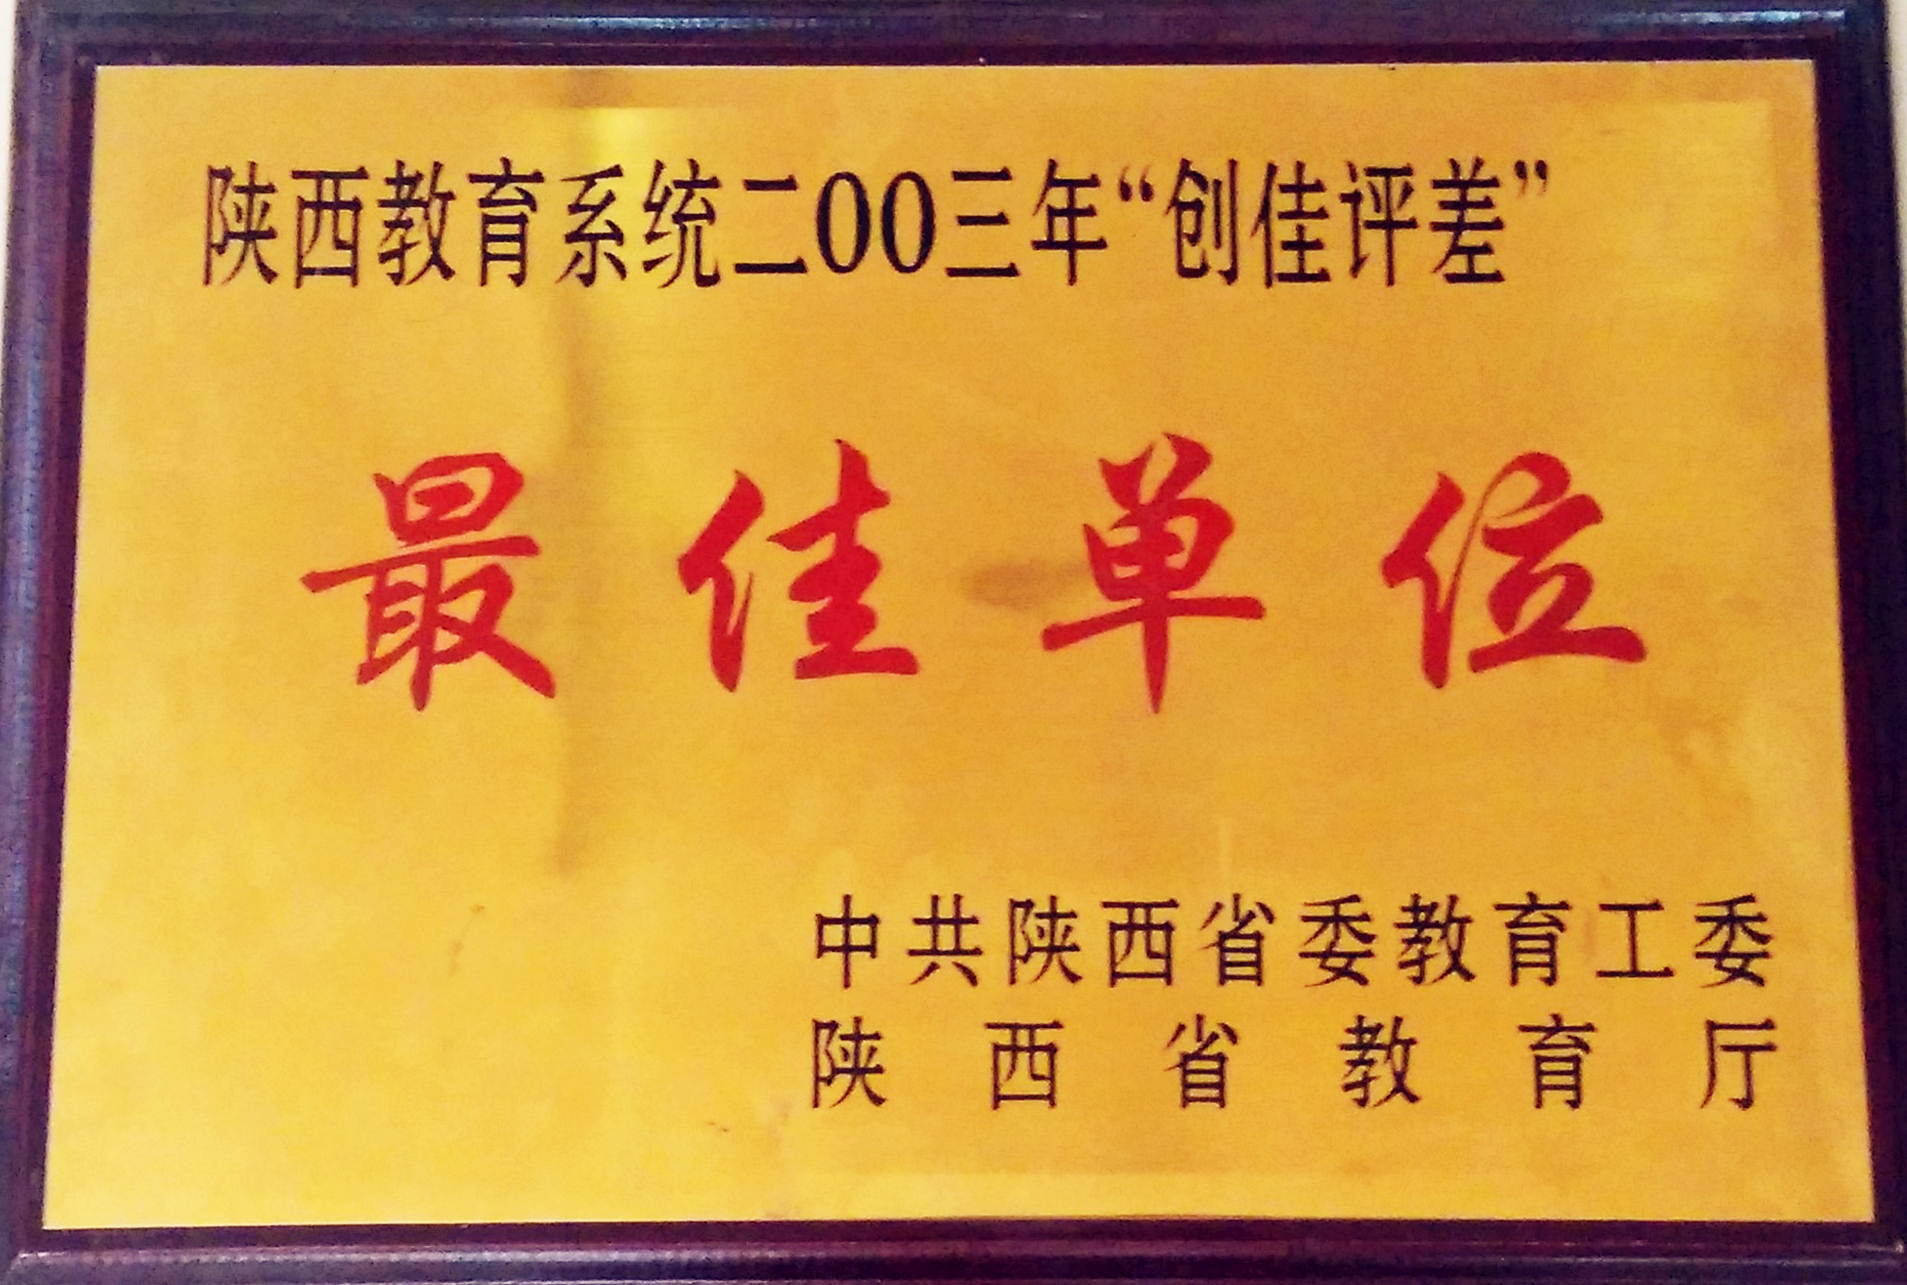 陕西教育系统二00三年“创佳评差”
最佳单位
中共陕西省委教育工委
陕西省教育厅